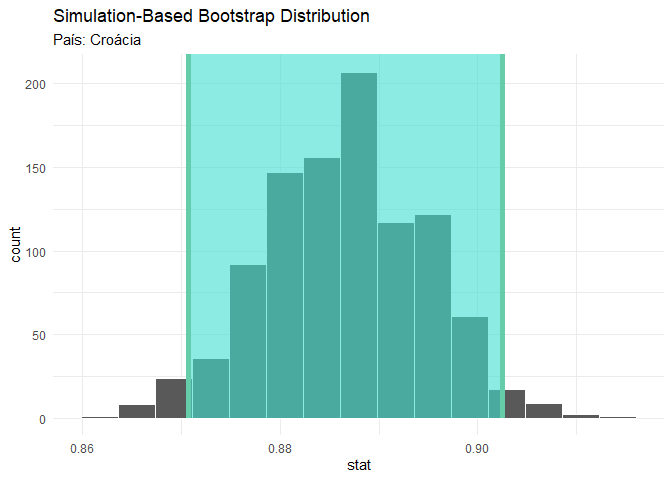 Simulation-Based Bootstrap Distribution
País: Croácia
200
150
100
50
0
count
0.86
0.88
0.90
stat